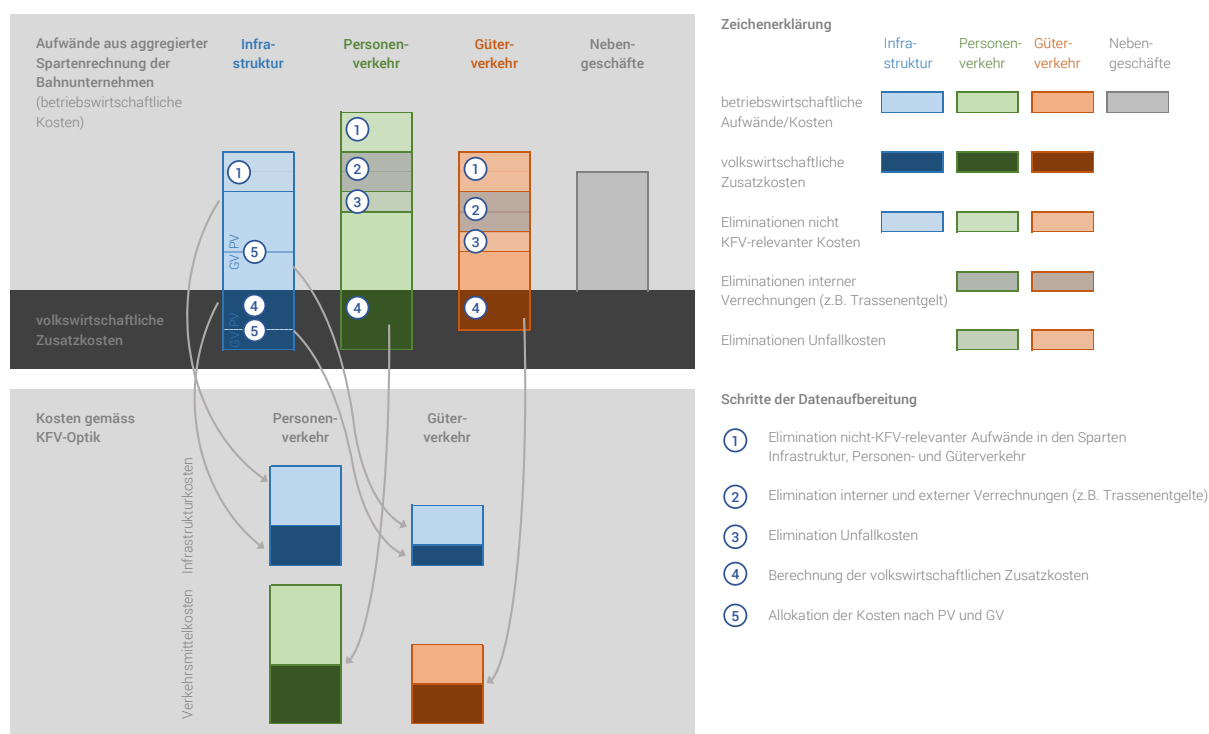 Aufwände aus aggregierter
Spartenrechnung der
Bahnunternehmen
(betriebswirtschaftliche
Kosten)
Infra-
struktur
Personen-
verkehr
Güter-
verkehr
Neben-
geschäfte
1
1
2
3
1
2
3
GV PV
5
4
GV PV
5
4
4
volkswirtschaftliche
Zusatzkosten
Kosten gemäss
KFV-Optik
Personen-
verkehr
Güter-
verkehr
Infrastrukturkosten
Verkehrsmittelkosten
Zeichenerklärung
Infra-
struktur
Personen-
verkehr
Güter-
verkehr
Neben-
geschäfte
betriebswirtschaftliche
Aufwände/Kosten
volkswirtschaftliche
Zusatzkosten
Eliminationen nicht
KFV-relevanter Kosten
Eliminationen interner
Verrechnungen (z.B. Trassenentgelt)
Eliminationen Unfallkosten
Schritte der Datenaufbereitung
1 Elimination nicht-KFV-relevanter Aufwände in den Sparten
Infrastruktur, Personen- und Güterverkehr
2 Elimination interner und externer Verrechnungen (z.B. Trassenentgelte)
3 Elimination Unfallkosten
4 Berechnung der volkswirtschaftlichen Zusatzkosten
5 Allokation der Kosten nach PV und GV